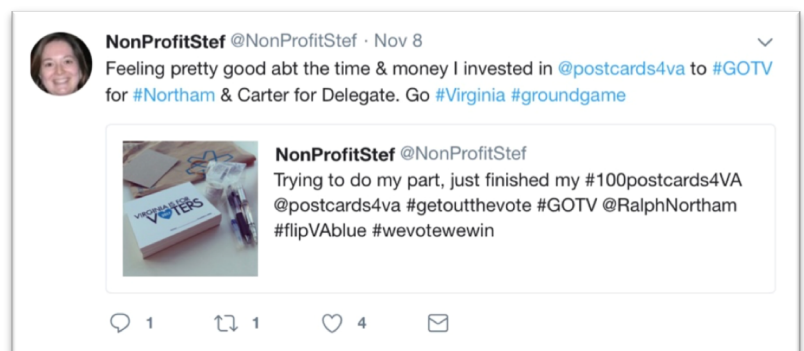 NonProfitStef @NonProfitStef · Nov 8
Feeling pretty good abt the time & money I invested in @postcards4va to #GOTV
for #Northam & Carter for Delegate. Go #Virginia #groundgame
NonProfitStef @NonProfitStef
Trying to do my part, just finished my #100postcards4VA
@postcards4va #getoutthevote #GOTV @RalphNortham
#flipVAblue #wevotewewin
VIRGINIA IS FOR
VOTERS
1 1 4